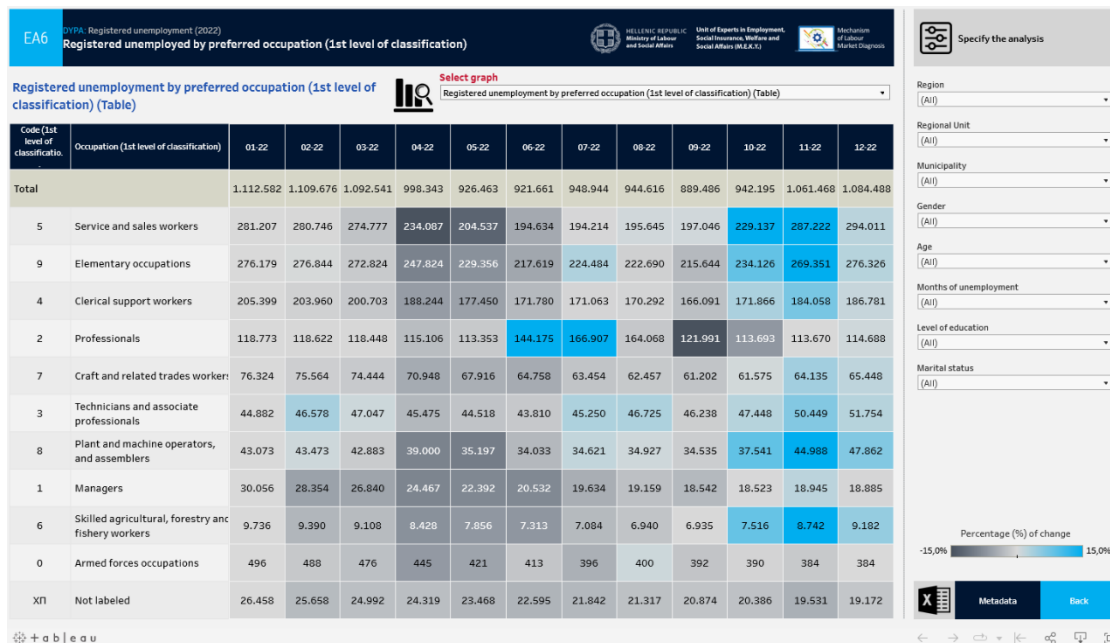 EA6
DYPA: Registered unemployment (2022)
Registered unemployed by preferred occupation (1st level of classification)
HELLENIC REPUBLIC
Ministry of Labour
and Social Affairs
Unit of Experts in Employment,
Social Insurance, Welfare and
Social Affairs (M.E.K.Y.)
Mechanism
of Labour
Market Diagnosis
Specify the analysis
Registered unemployment by preferred occupation (1st level of
classification) (Table)
Select graph
Registered unemployment by preferred occupation (1st level of classification) (Table)
Code (1st
level of
classificatio.
.
Occupation (1st level of classification) 01-22 02-22 03-22 04-22 05-22 06-22 07-22 08-22 09-22 10-22 11-22 12-22
Total 1.112.582 1.109.676 1.092.541 998.343 926.463 921.661 948.944 944.616 889.486 942.195 1.061.468 1.084.488
5 Service and sales workers 281.207 280.746 274.777 234.087 204.537 194.634 194.214 195.645 197.046 229.137 287.222 294.011
9 Elementary occupations 276.179 276.844 272.824 247.824 229.356 217.619 224.484 222.690 215.644 234.126 269.351 276.326
4 Clerical support workers 205.399 203.960 200.703 188.244 177.450 171.780 171.063 170.292 166.091 171.866 184.058 186.781
2 Professionals 118.773 118.622 118.448 115.106 113.353 144.175 166.907 164.068 121.991 113.693 113.670 114.688
7 Craft and related trades workers 76.324 75.564 74.444 70.948 67.916 64.758 63.454 62.457 61.202 61.575 64.135 65.448
3 Technicians and associate
professionals 44.882 46.578 47.047 45.475 44.518 43.810 45.250 46.725 46.238 47.448 50.449 51.754
8 Plant and machine operators,
and assemblers 43.073 43.473 42.883 39.000 35.197 34.033 34.621 34.927 34.535 37.541 44.988 47.862
1 Managers 30.056 28.354 26.840 24.467 22.392 20.532 19.634 19.159 18.542 18.523 18.945 18.885
6 Skilled agricultural, forestry and
fishery workers 9.736 9.390 9.108 8.428 7.856 7.313 7.084 6.940 6.935 7.516 8.742 9.182
0 Armed forces occupations 496 488 476 445 421 413 396 400 392 390 384 384
ΧΠ Not labeled 26.458 25.658 24.992 24.319 23.468 22.595 21.842 21.317 20.874 20.386 19.531 19.172
Region
(All)
Regional Unit
(All)
Municipality
(All)
Gender
(All)
Age
(All)
Months of unemployment
(All)
Level of education
(All)
Marital status
(All)
Percentage (%) of change
-15,0% 15,0%
Metadata
Back
+ableau